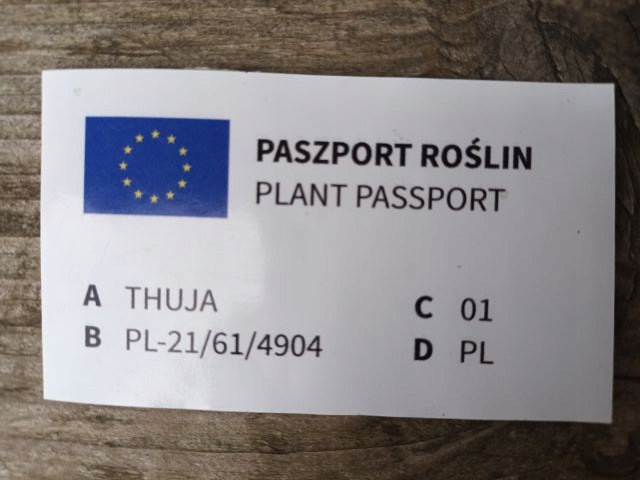 PASZPORT ROŚLIN
PLANT PASSPORT
A THUJA
B PL-21/61/4904
C 01
D PL